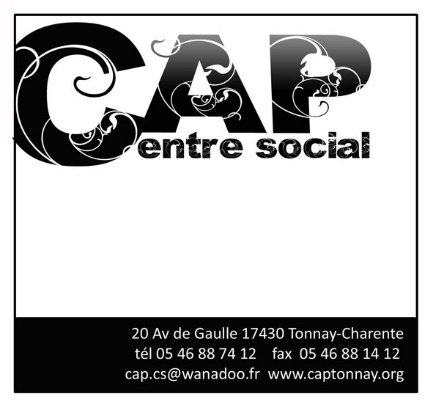 CAP
entre social
20 Av de Gaulle 17430 Tonnay-Charente
tél 05 46 88 74 12 fax 05 46 88 14 12
cap.cs@wanadoo.fr www.captonnay.org